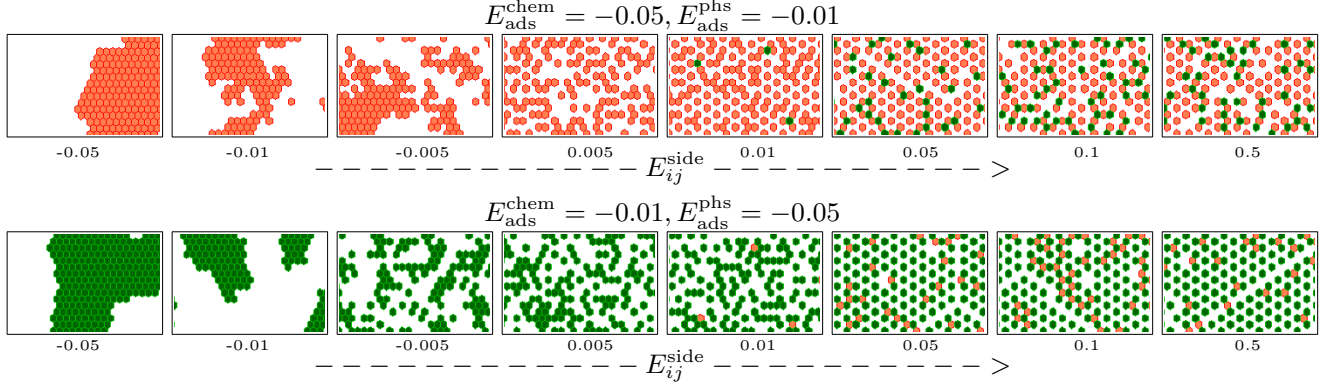 E_ads^chem = −0.05, E_ads^phs = −0.01
-0.05 -0.01 -0.005 0.005 0.01 0.05 0.1 0.5
− − − − − − − − − − − − E_ij^side − − − − − − − − − − >
E_ads^chem = −0.01, E_ads^phs = −0.05
-0.05 -0.01 -0.005 0.005 0.01 0.05 0.1 0.5
− − − − − − − − − − − − E_ij^side − − − − − − − − − − >